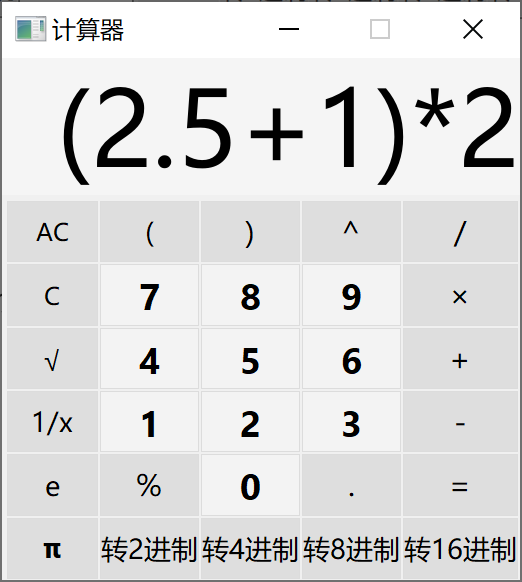 计算器
(2.5+1)*2
AC ( ) ^ /
C 7 8 9 ×
√ 4 5 6 +
1/x 1 2 3 -
e % 0 . =
π 转2进制 转4进制 转8进制 转16进制